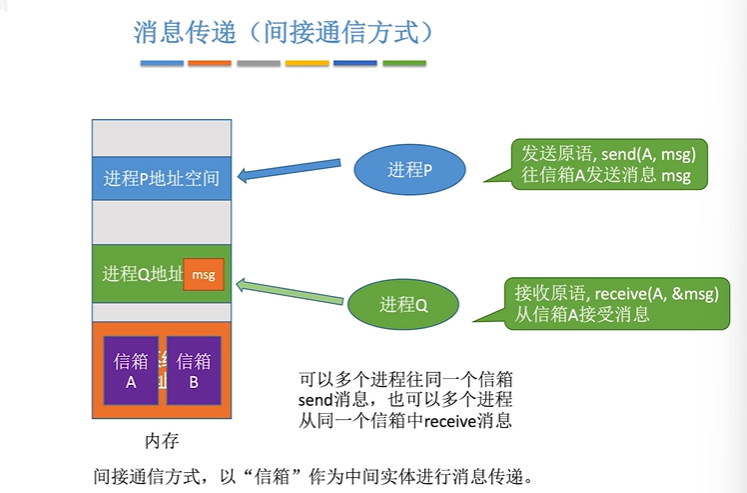 消息传递（间接通信方式）
进程P地址空间
进程P
发送原语, send(A, msg)
往信箱A发送消息 msg
进程Q地址
msg
进程Q
接收原语, receive(A, &msg)
从信箱A接受消息
信箱
A
信箱
B
可以多个进程往同一个信箱
send消息，也可以多个进程
从同一个信箱中receive消息
内存
间接通信方式，以“信箱”作为中间实体进行消息传递。